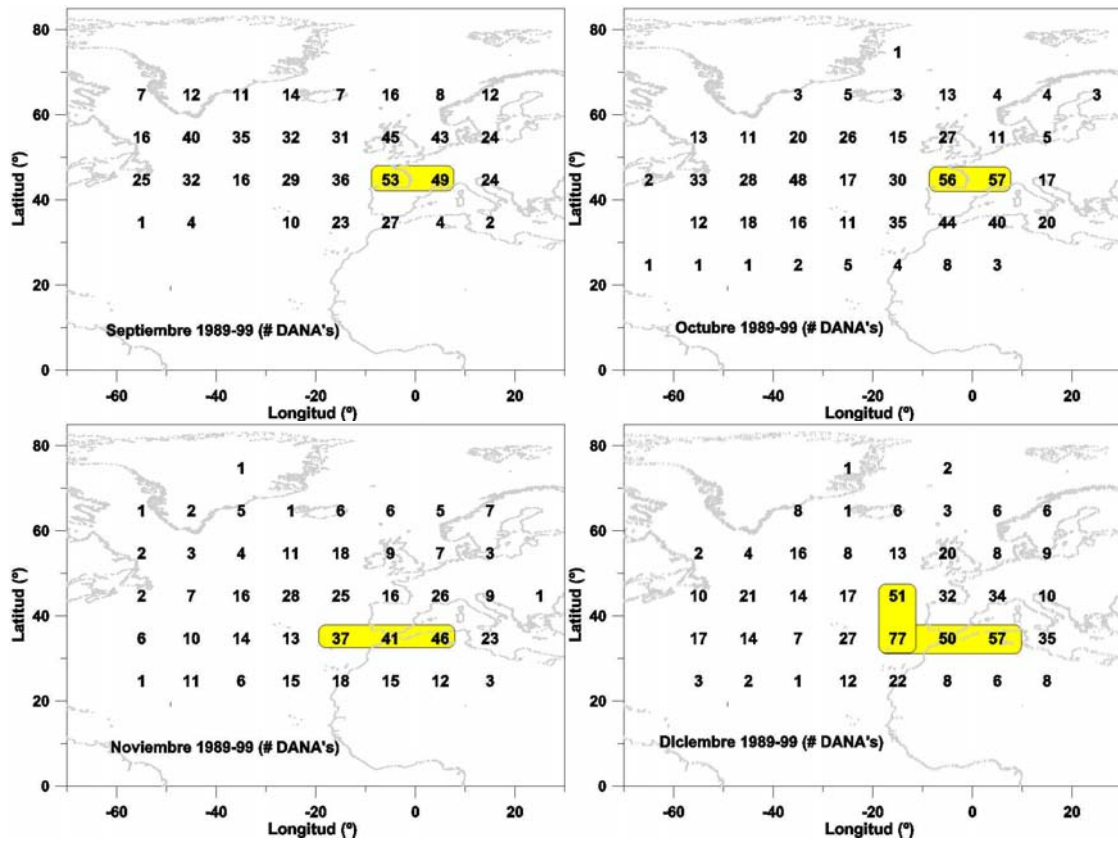 80
60
40
20
0
Latitud (º)
7 12 11 14 7 16 8 12
16 40 35 32 31 45 43 24
25 32 16 29 36 53 49 24
1 4 10 23 27 4 2
Septiembre 1989-99 (# DANA's)
-60 -40 -20 0 20
Longitud (º)
80
60
40
20
0
Latitud (º)
1
3 5 3 13 4 4 3
13 11 20 26 15 27 11 5
2 33 28 48 17 30 56 57 17
12 18 16 11 35 44 40 20
1 1 1 2 5 4 8 3
Octubre 1989-99 (# DANA's)
-60 -40 -20 0 20
Longitud (º)
80
60
40
20
0
Latitud (º)
1
1 2 5 1 6 6 5 7
2 3 4 11 18 9 7 3
2 7 16 28 25 16 26 9 1
6 10 14 13 37 41 46 23
1 11 6 15 18 15 12 3
Noviembre 1989-99 (# DANA's)
-60 -40 -20 0 20
Longitud (º)
80
60
40
20
0
Latitud (º)
1 2
8 1 6 3 6 6
2 4 16 8 13 20 8 9
10 21 14 17 51 32 34 10
17 14 7 27 77 50 57 35
3 2 1 12 22 8 6 8
Diciembre 1989-99 (# DANA's)
-60 -40 -20 0 20
Longitud (º)